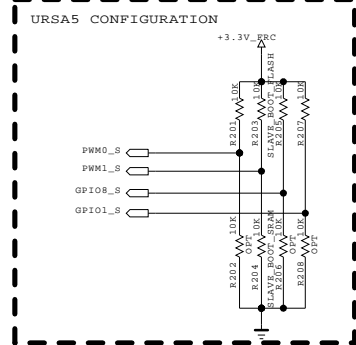 URSA5 CONFIGURATION
+3.3V_FRC
10K
R201
10K
R203
SLAVE_BOOT_FLASH
10K
R205
10K
R207
PWM0_S
PWM1_S
GPIO8_S
GPIO1_S
10K
OPT
R202
10K
R204
SLAVE_BOOT_SRAM
10K
OPT
R206
10K
OPT
R208